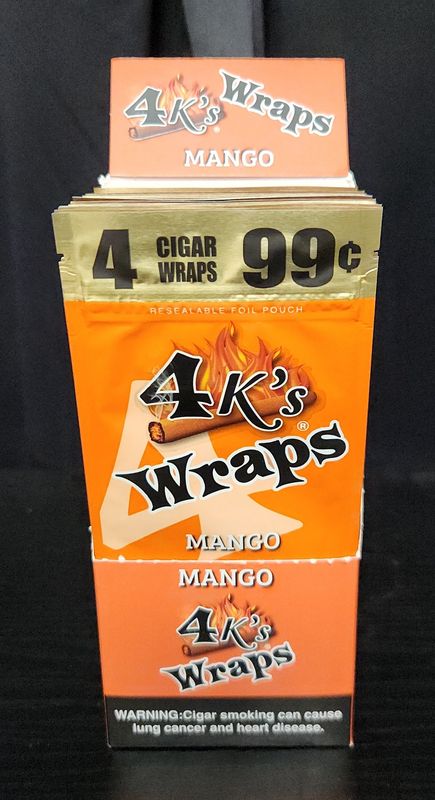 4K's Wraps
MANGO
4 CIGAR WRAPS 99¢
RESEALABLE FOIL POUCH
4K's®
Wraps
MANGO
MANGO
4K's
Wraps
WARNING:Cigar smoking can cause
lung cancer and heart disease.